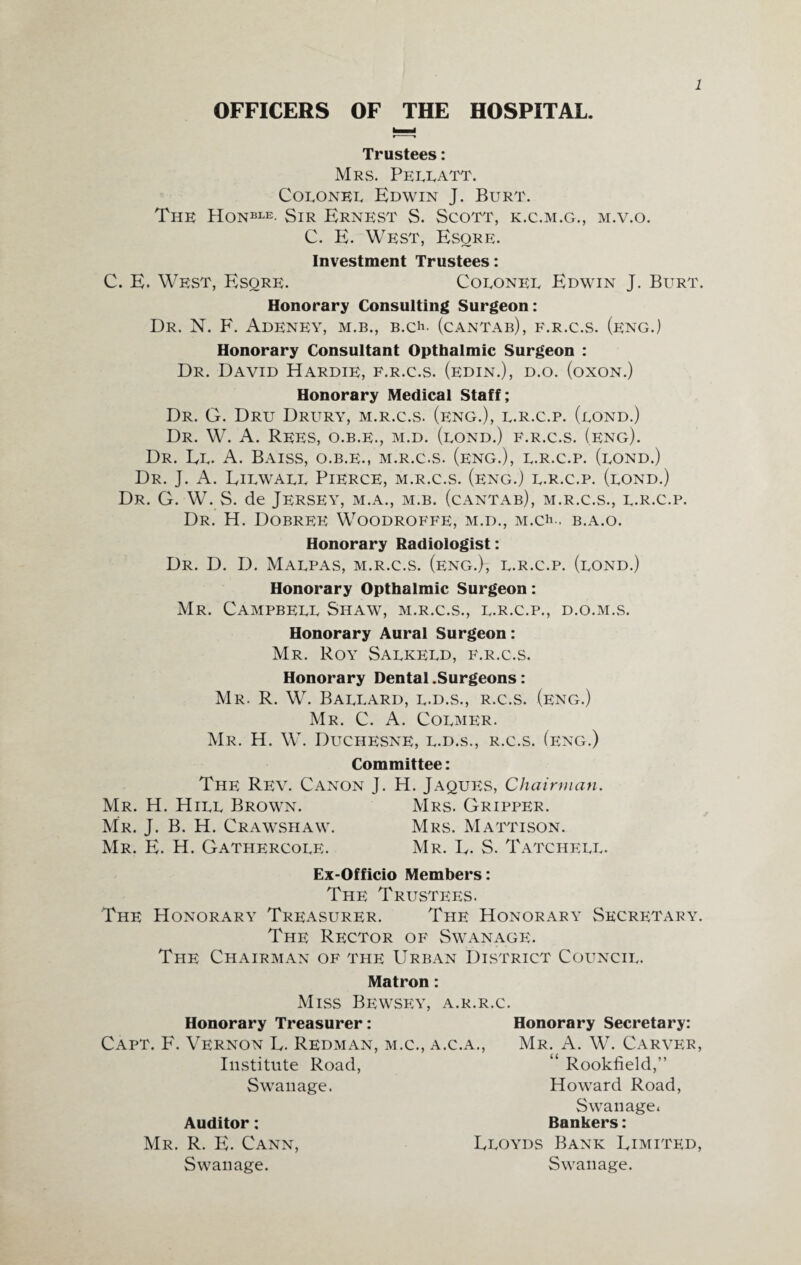 1
OFFICERS OF THE HOSPITAL.
Trustees:
Mrs. Pellatt.
Colonel Edwin J. Burt.
The Honble. Sir Ernest S. Scott, K.C.M.G., M.V.O.
C. E. West, Esqre.
Investment Trustees:
C. E. West, Esqre. Colonel Edwin J. Burt.
Honorary Consulting Surgeon:
Dr. N. F. Adeney, M.B., B.Ch. (Cantab), F.R.C.S. (Eng.)
Honorary Consultant Opthalmic Surgeon :
Dr. David Hardie, F.R.C.S. (Edin.), D.O. (Oxon.)
Honorary Medical Staff;
Dr. G. Dru Drury, M.R.C.S. (Eng.), L.R.C.P. (Lond.)
Dr. W. A. Rees, O.B.E., M.D. (Lond.) F.R.C.S. (Eng).
Dr. Ll. A. Baiss, O.B.E., M.R.C.S. (Eng.), L.R.C.P. (Lond.)
Dr. J. A. Lilwall Pierce, M.R.C.S. (Eng.) L.R.C.P. (Lond.)
Dr. G. W. S. de Jersey, M.A., M.B. (Cantab), M.R.C.S., L.R.C.P.
Dr. H. Dobree Woodroffe, M.D., M.Ch., B.A.O.
Honorary Radiologist:
Dr. D. D. Malpas, M.R.C.S. (Eng.), L.R.C.P. (Lond.)
Honorary Opthalmic Surgeon:
Mr. Campbell Shaw, M.R.C.S., L.R.C.P., D.O.M.S.
Honorary Aural Surgeon:
Mr. Roy Salkeld, F.R.C.S.
Honorary Dental .Surgeons:
Mr. R. W. Ballard, L.D.S., R.C.S. (Eng.)
Mr. C. A. Colmer.
Mr. H. W. Duchesne, L.D.S., R.C.S. (Eng.)
Committee:
The Rev. Canon J. H. Jaques, Chairman.
Mr. H. Hill Brown. Mrs. Gripper.
Mr. J. B. H. Crawshaw. Mrs. Mattison.
Mr. E. H. Gathercole. Mr. L. S. Tatchell.
Ex-Officio Members:
The Trustees.
The Honorary Treasurer. The Honorary Secretary.
The Rector of Swanage.
The Chairman of the Urban District Council.
Matron:
Miss Bewsey, A.R.R.C.
Honorary Treasurer:
Capt. F. Vernon L. Redman, M.C., A.C.A.,
Institute Road,
Swanage.
Honorary Secretary:
Mr. A. W. Carver,
"Rookfield,"
Howard Road,
Swanage.
Auditor:
Mr. R. E. Cann,
Swanage.
Bankers:
Lloyds Bank Limited,
Swanage.